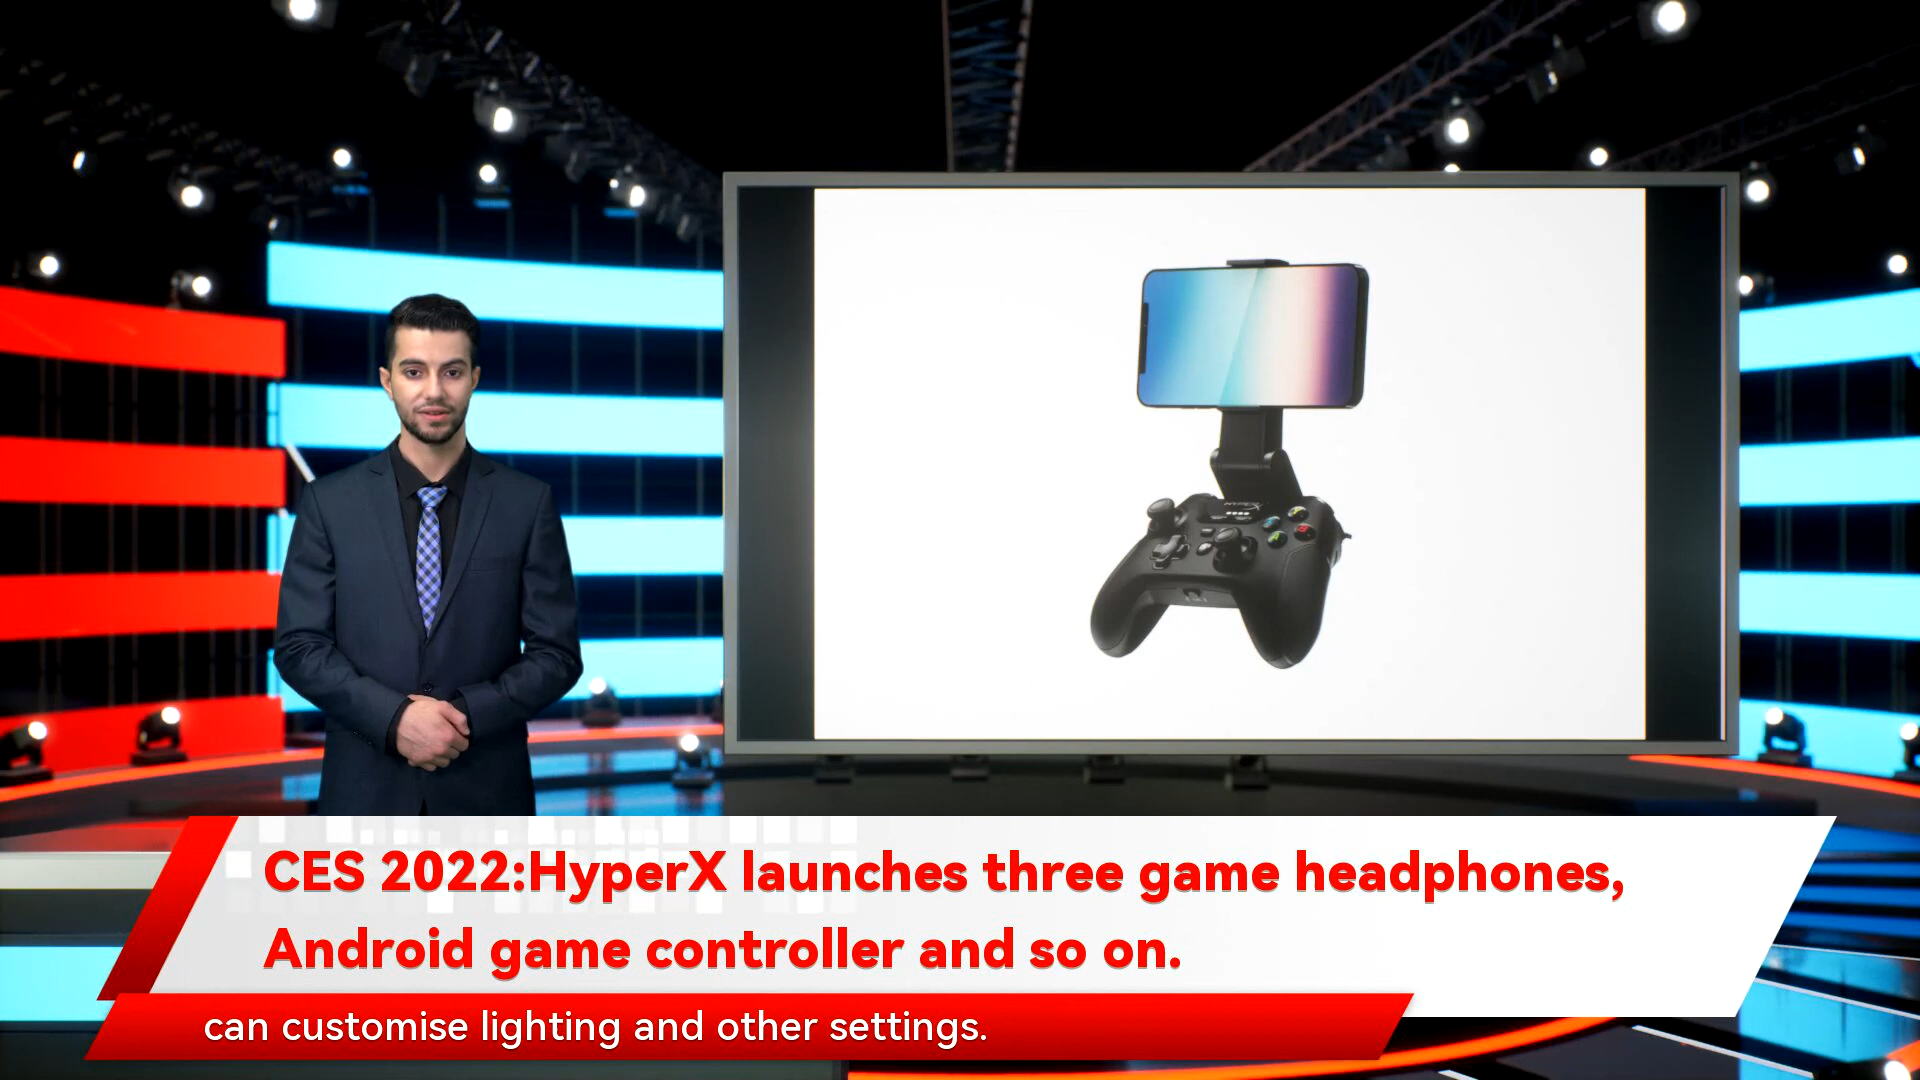 CES 2022:HyperX launches three game headphones,
Android game controller and so on.
can customise lighting and other settings.